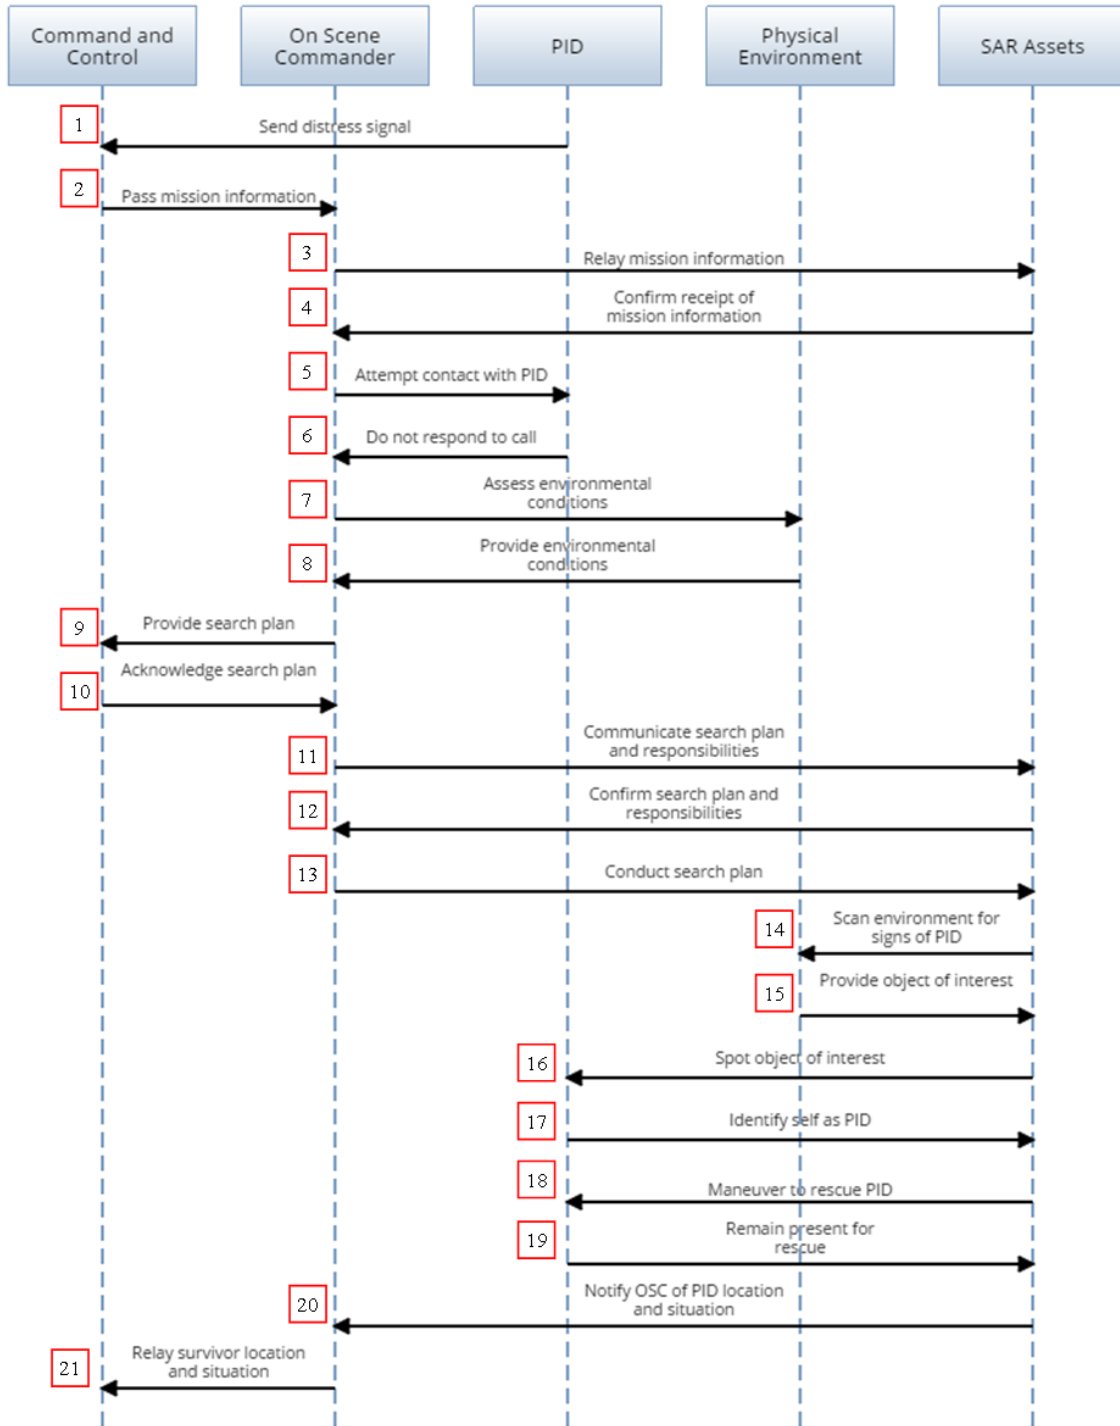 Command and
Control
On Scene
Commander
PID
Physical
Environment
SAR Assets
1
Send distress signal
2
Pass mission information
3
Relay mission information
4
Confirm receipt of
mission information
5
Attempt contact with PID
6
Do not respond to call
7
Assess environmental
conditions
8
Provide environmental
conditions
9
Provide search plan
10
Acknowledge search plan
11
Communicate search plan
and responsibilities
12
Confirm search plan and
responsibilities
13
Conduct search plan
14
Scan environment for
signs of PID
15
Provide object of interest
16
Spot object of interest
17
Identify self as PID
18
Maneuver to rescue PID
19
Remain present for
rescue
20
Notify OSC of PID location
and situation
21
Relay survivor location
and situation